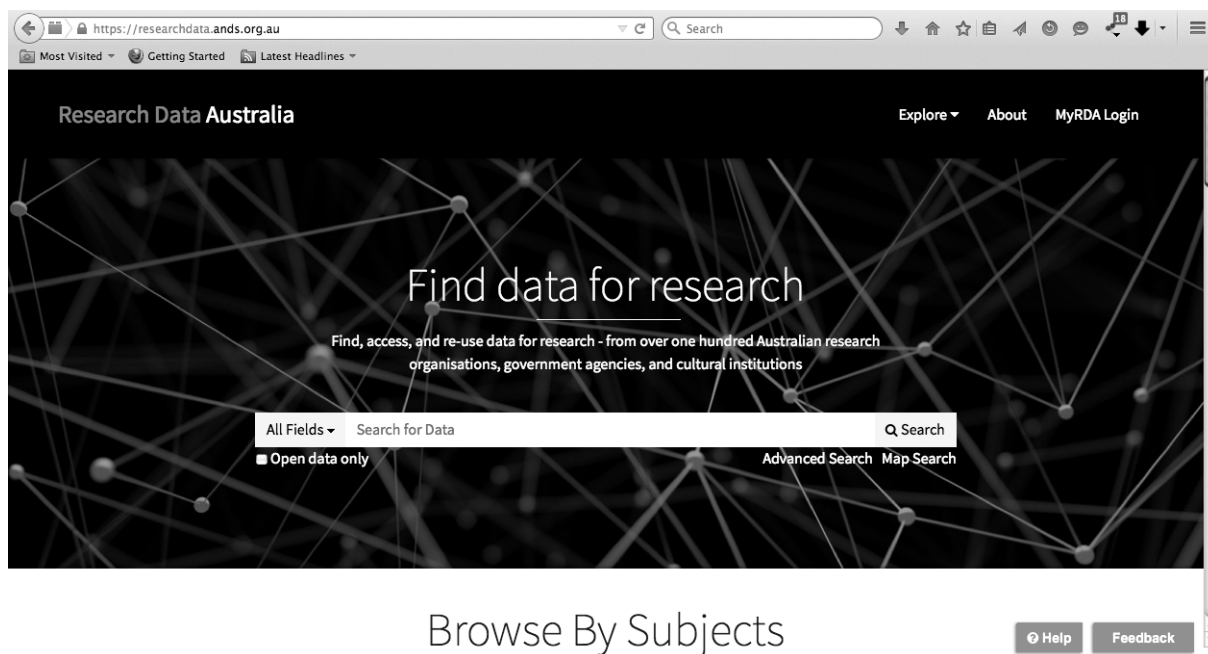 https://researchdata.ands.org.au
Search
18
Most Visited
Getting Started
Latest Headlines
Research Data Australia
Explore
About
MyRDA Login
Find data for research
Find, access, and re-use data for research - from over one hundred Australian research
organisations, government agencies, and cultural institutions
All Fields
Search for Data
Search
Open data only
Advanced Search
Map Search
Browse By Subjects
Help
Feedback